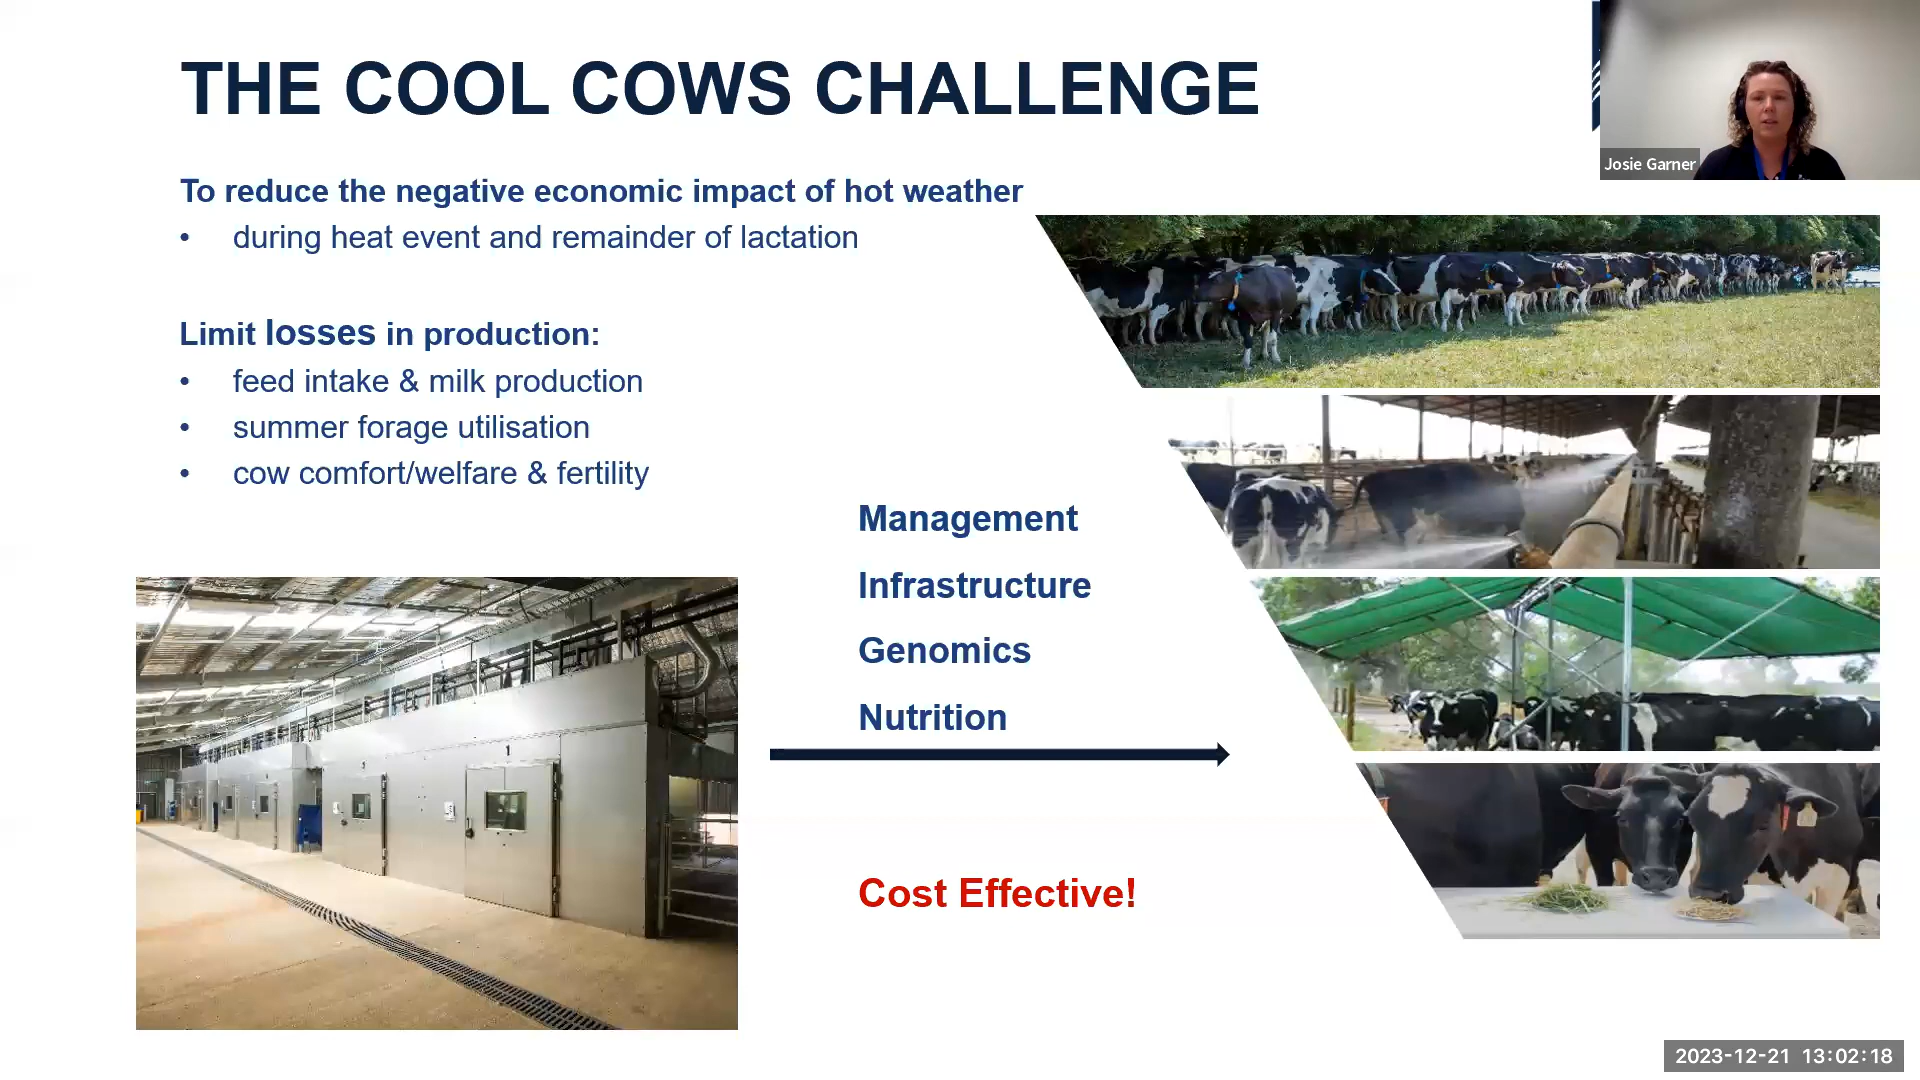 THE COOL COWS CHALLENGE
Josie Garner
To reduce the negative economic impact of hot weather
• during heat event and remainder of lactation
Limit losses in production:
• feed intake & milk production
• summer forage utilisation
• cow comfort/welfare & fertility
Management
Infrastructure
Genomics
Nutrition
1
Cost Effective!
2023-12-21 13:02:18